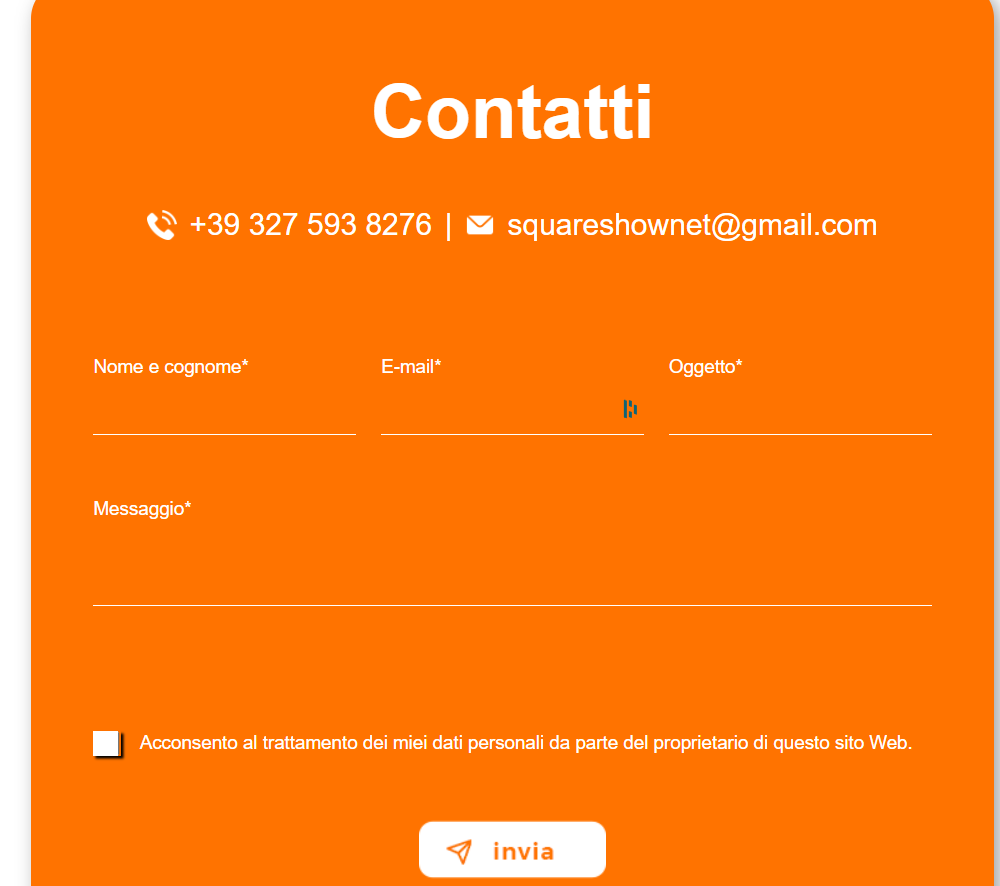 Contatti
+39 327 593 8276 | squareshownet@gmail.com
Nome e cognome* E-mail* Oggetto*
Messaggio*
Acconsento al trattamento dei miei dati personali da parte del proprietario di questo sito Web.
invia